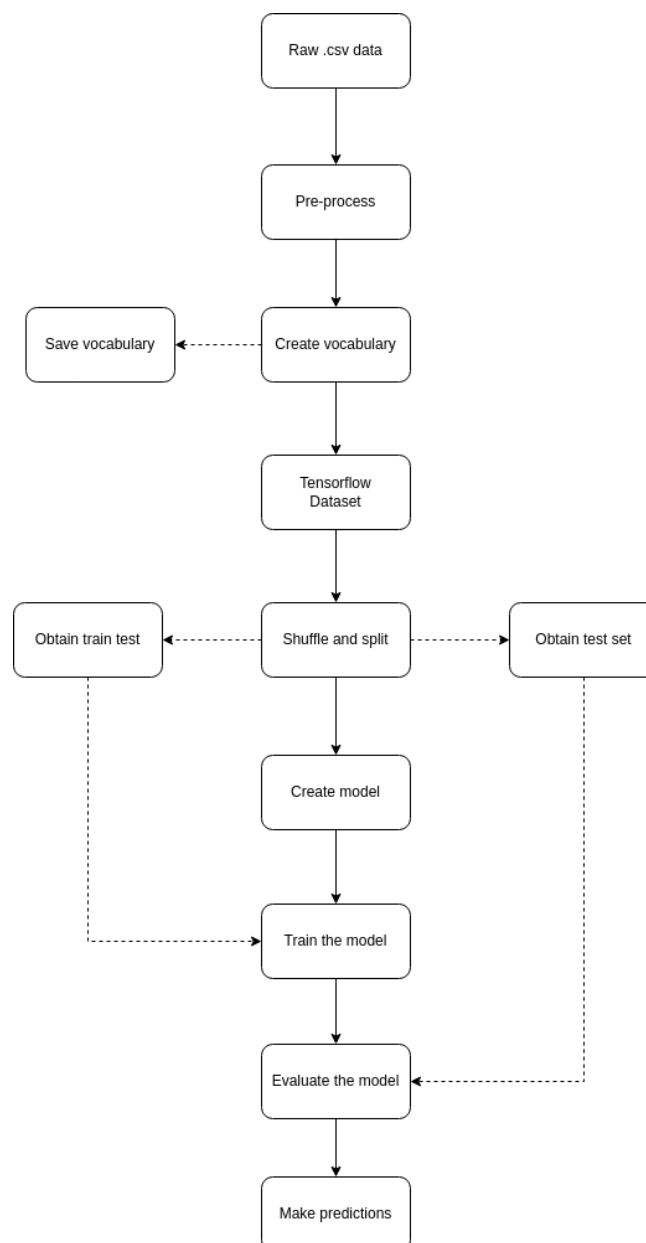 Raw .csv data
Pre-process
Save vocabulary
Create vocabulary
Tensorflow
Dataset
Obtain train test
Shuffle and split
Obtain test set
Create model
Train the model
Evaluate the model
Make predictions